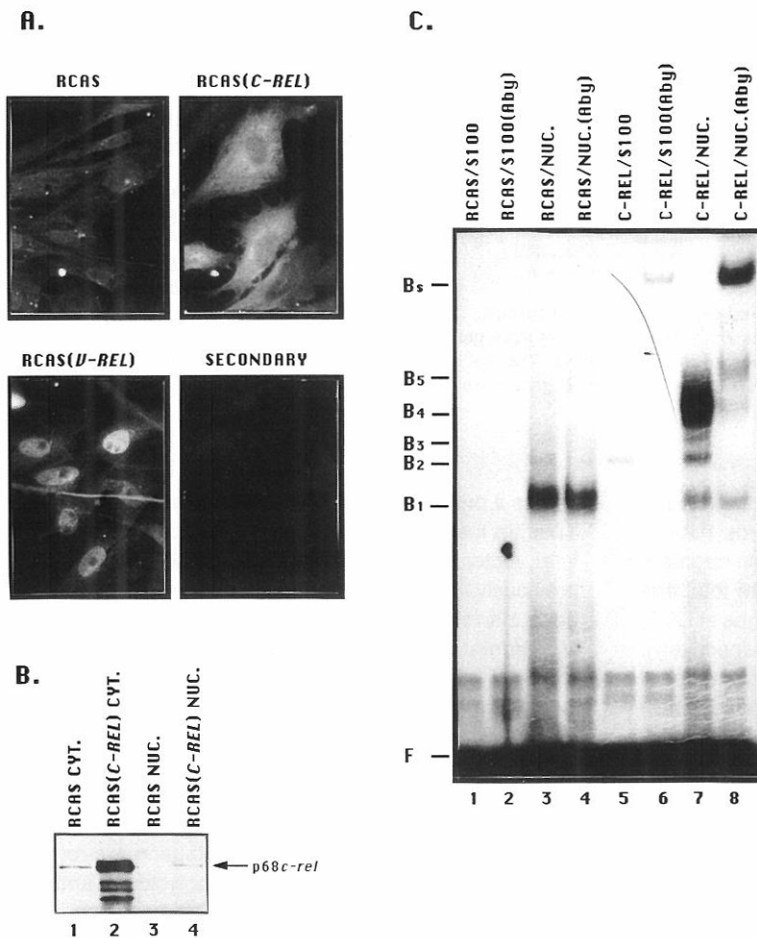 A.
RCAS
RCAS(C-REL)
RCAS(V-REL)
SECONDARY
B.
RCAS CYT.
RCAS(C-REL) CYT.
RCAS NUC.
RCAS(C-REL) NUC.
p68c-rel
1 2 3 4
C.
RCAS/S100
RCAS/S100(Aby)
RCAS/NUC.
RCAS/NUC.(Aby)
C-REL/S100
C-REL/S100(Aby)
C-REL/NUC.
C-REL/NUC.(Aby)
Bs
B5
B4
B3
B2
B1
F
1 2 3 4 5 6 7 8